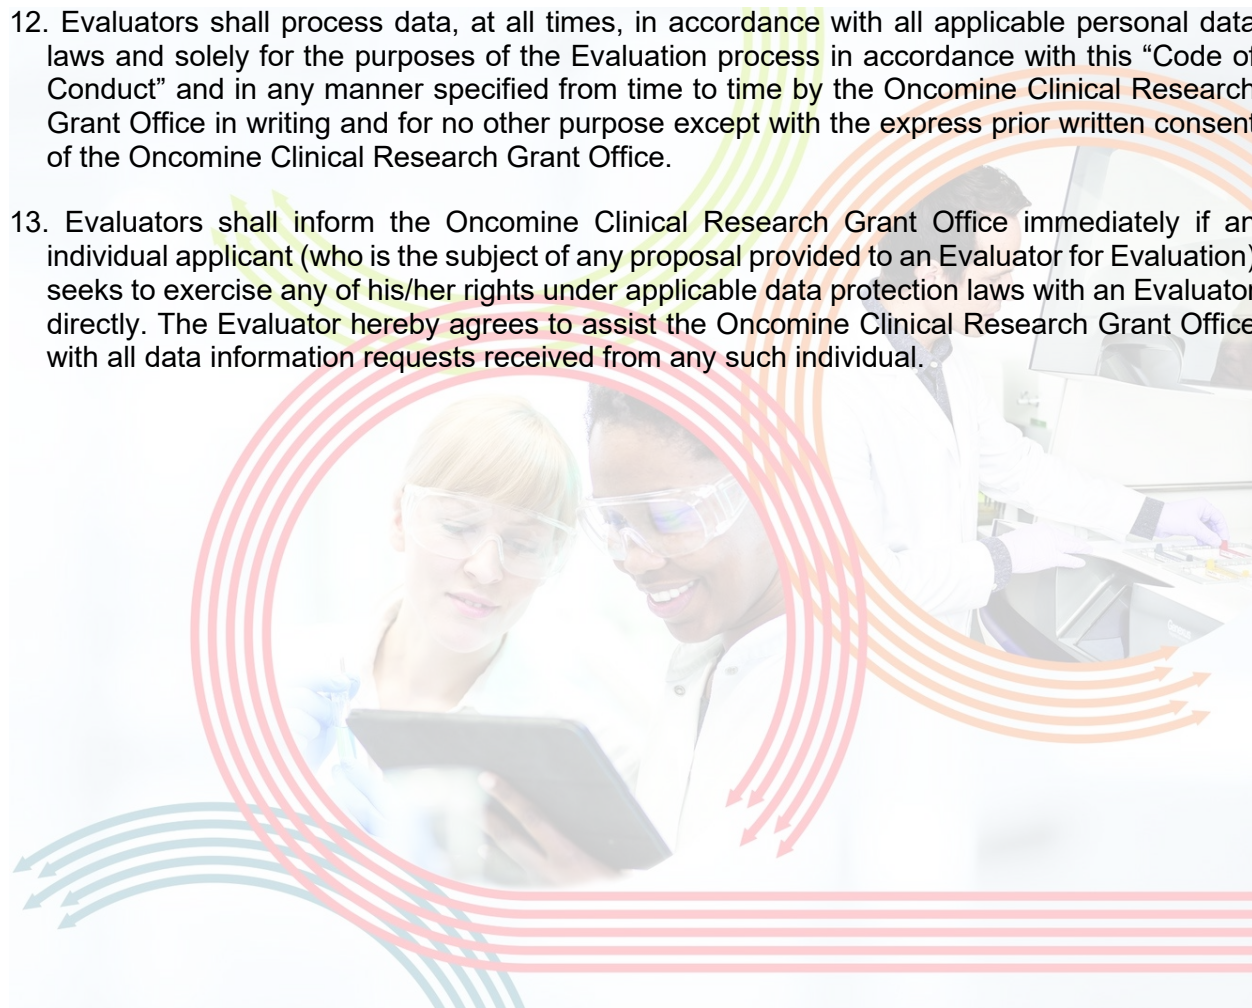 12. Evaluators shall process data, at all times, in accordance with all applicable personal data
laws and solely for the purposes of the Evaluation process in accordance with this “Code of
Conduct” and in any manner specified from time to time by the Oncomine Clinical Research
Grant Office in writing and for no other purpose except with the express prior written consent
of the Oncomine Clinical Research Grant Office.
13. Evaluators shall inform the Oncomine Clinical Research Grant Office immediately if an
individual applicant (who is the subject of any proposal provided to an Evaluator for Evaluation)
seeks to exercise any of his/her rights under applicable data protection laws with an Evaluator
directly. The Evaluator hereby agrees to assist the Oncomine Clinical Research Grant Office
with all data information requests received from any such individual.